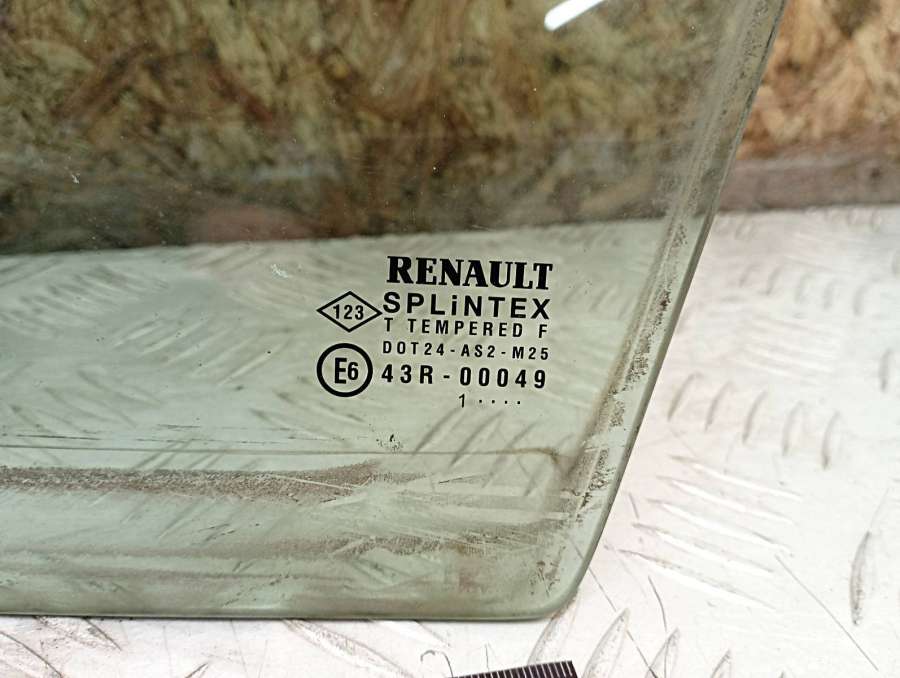 RENAULT
SPLiNTEX
123
T TEMPERED F
DOT24-AS2-M25
E6
43R-00049
1 ····